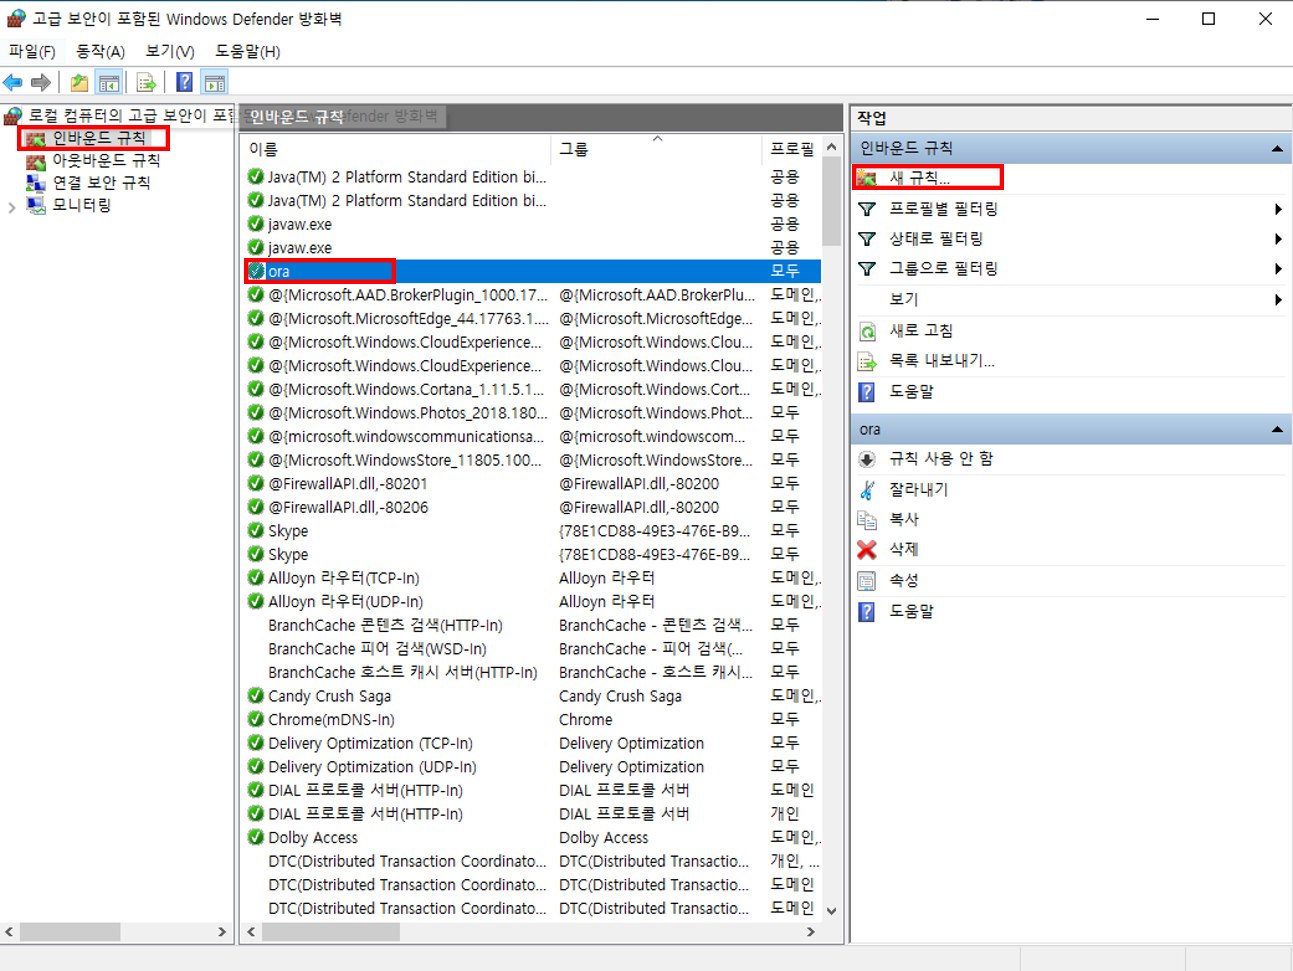 고급 보안이 포함된 Windows Defender 방화벽
파일(F) 동작(A) 보기(V) 도움말(H)
로컬 컴퓨터의 고급 보안이 포함
인바운드 규칙
아웃바운드 규칙
연결 보안 규칙
모니터링
인바운드 규칙
이름 그룹 프로필
Java(TM) 2 Platform Standard Edition bi... 공용
Java(TM) 2 Platform Standard Edition bi... 공용
javaw.exe 공용
javaw.exe 공용
ora 모두
@{Microsoft.AAD.BrokerPlugin_1000.17... @{Microsoft.AAD.BrokerPlu... 도메인,
@{Microsoft.MicrosoftEdge_44.17763.1.... @{Microsoft.MicrosoftEdge... 도메인,
@{Microsoft.Windows.CloudExperience... @{Microsoft.Windows.Clou... 도메인,
@{Microsoft.Windows.CloudExperience... @{Microsoft.Windows.Clou... 도메인,
@{Microsoft.Windows.Cortana_1.11.5.1... @{Microsoft.Windows.Cort... 도메인,
@{Microsoft.Windows.Photos_2018.180... @{Microsoft.Windows.Phot... 모두
@{microsoft.windowscommunicationsa... @{microsoft.windowscom... 모두
@{Microsoft.WindowsStore_11805.100... @{Microsoft.WindowsStore... 모두
@FirewallAPI.dll,-80201 @FirewallAPI.dll,-80200 모두
@FirewallAPI.dll,-80206 @FirewallAPI.dll,-80200 모두
Skype {78E1CD88-49E3-476E-B9... 모두
Skype {78E1CD88-49E3-476E-B9... 모두
AllJoyn 라우터(TCP-In) AllJoyn 라우터 도메인,
AllJoyn 라우터(UDP-In) AllJoyn 라우터 도메인,
BranchCache 콘텐츠 검색(HTTP-In) BranchCache - 콘텐츠 검색... 모두
BranchCache 피어 검색(WSD-In) BranchCache - 피어 검색(... 모두
BranchCache 호스트 캐시 서버(HTTP-In) BranchCache - 호스트 캐시... 모두
Candy Crush Saga Candy Crush Saga 도메인,
Chrome(mDNS-In) Chrome 모두
Delivery Optimization (TCP-In) Delivery Optimization 모두
Delivery Optimization (UDP-In) Delivery Optimization 모두
DIAL 프로토콜 서버(HTTP-In) DIAL 프로토콜 서버 도메인
DIAL 프로토콜 서버(HTTP-In) DIAL 프로토콜 서버 개인
Dolby Access Dolby Access 도메인,
DTC(Distributed Transaction Coordinato... DTC(Distributed Transactio... 개인, ...
DTC(Distributed Transaction Coordinato... DTC(Distributed Transactio... 도메인
DTC(Distributed Transaction Coordinato... DTC(Distributed Transactio... 도메인
작업
인바운드 규칙
새 규칙...
프로필별 필터링
상태로 필터링
그룹으로 필터링
보기
새로 고침
목록 내보내기...
도움말
ora
규칙 사용 안 함
잘라내기
복사
삭제
속성
도움말